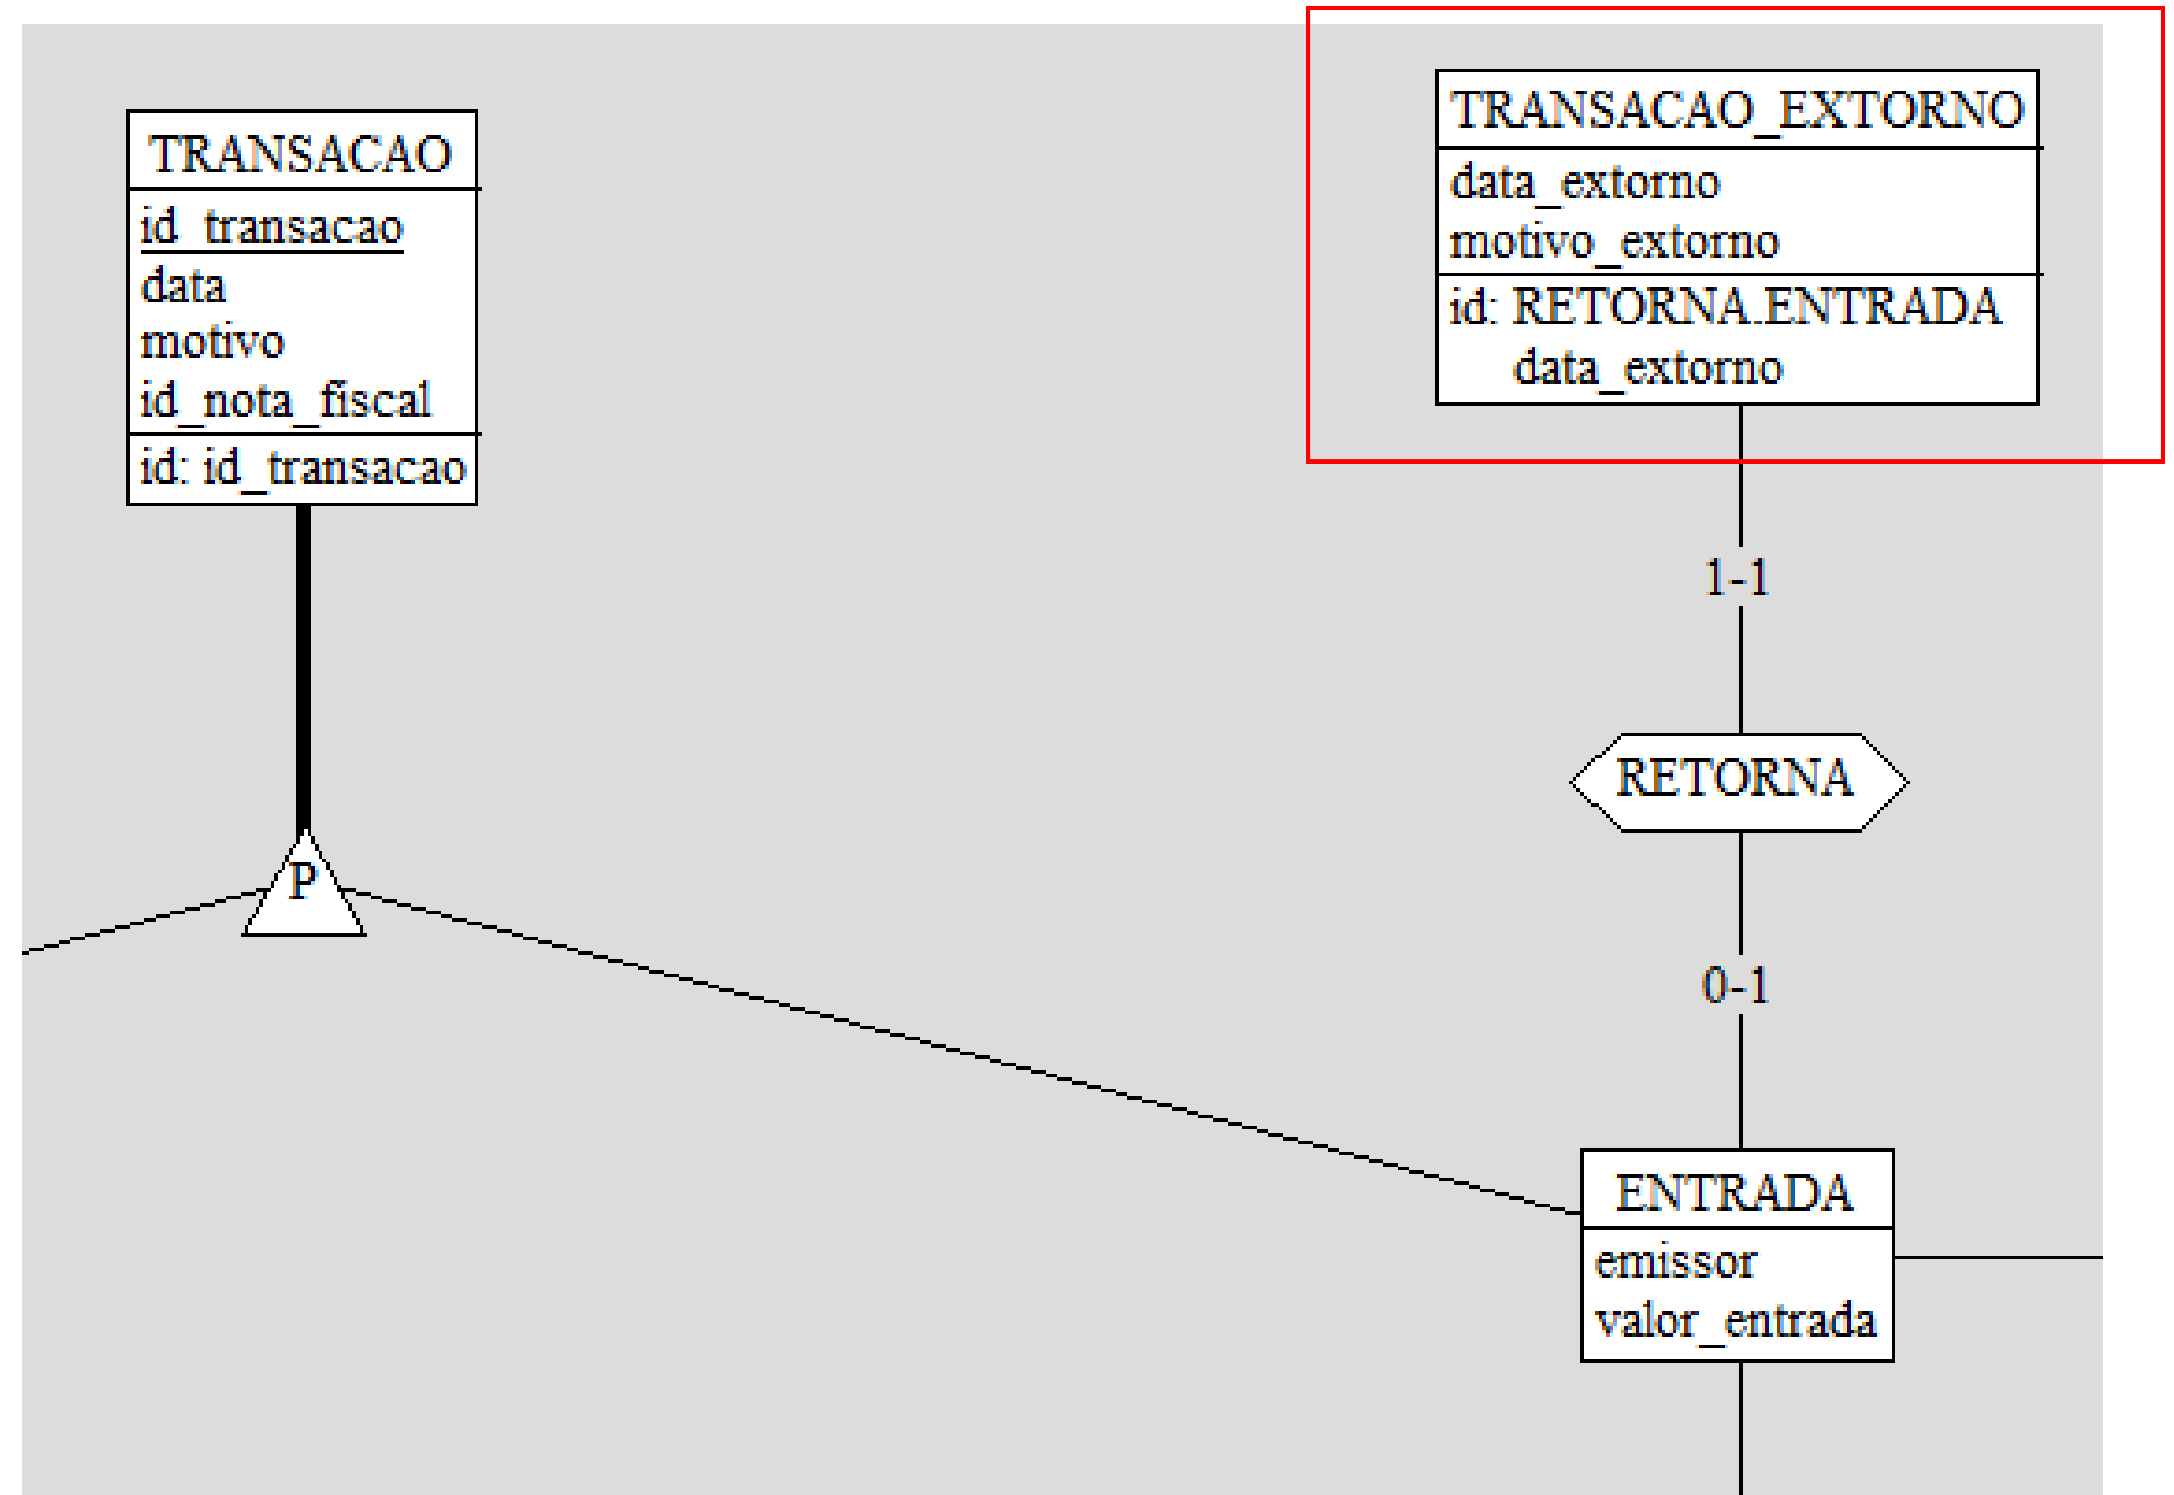 TRANSACAO
id_transacao
data
motivo
id_nota_fiscal
id: id_transacao
P
TRANSACAO_EXTORNO
data_extorno
motivo_extorno
id: RETORNA.ENTRADA
data_extorno
1-1
RETORNA
0-1
ENTRADA
emissor
valor_entrada